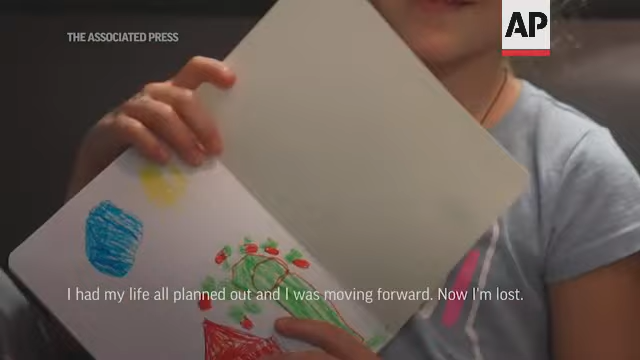 THE ASSOCIATED PRESS
AP
I had my life all planned out and I was moving forward. Now I'm lost.